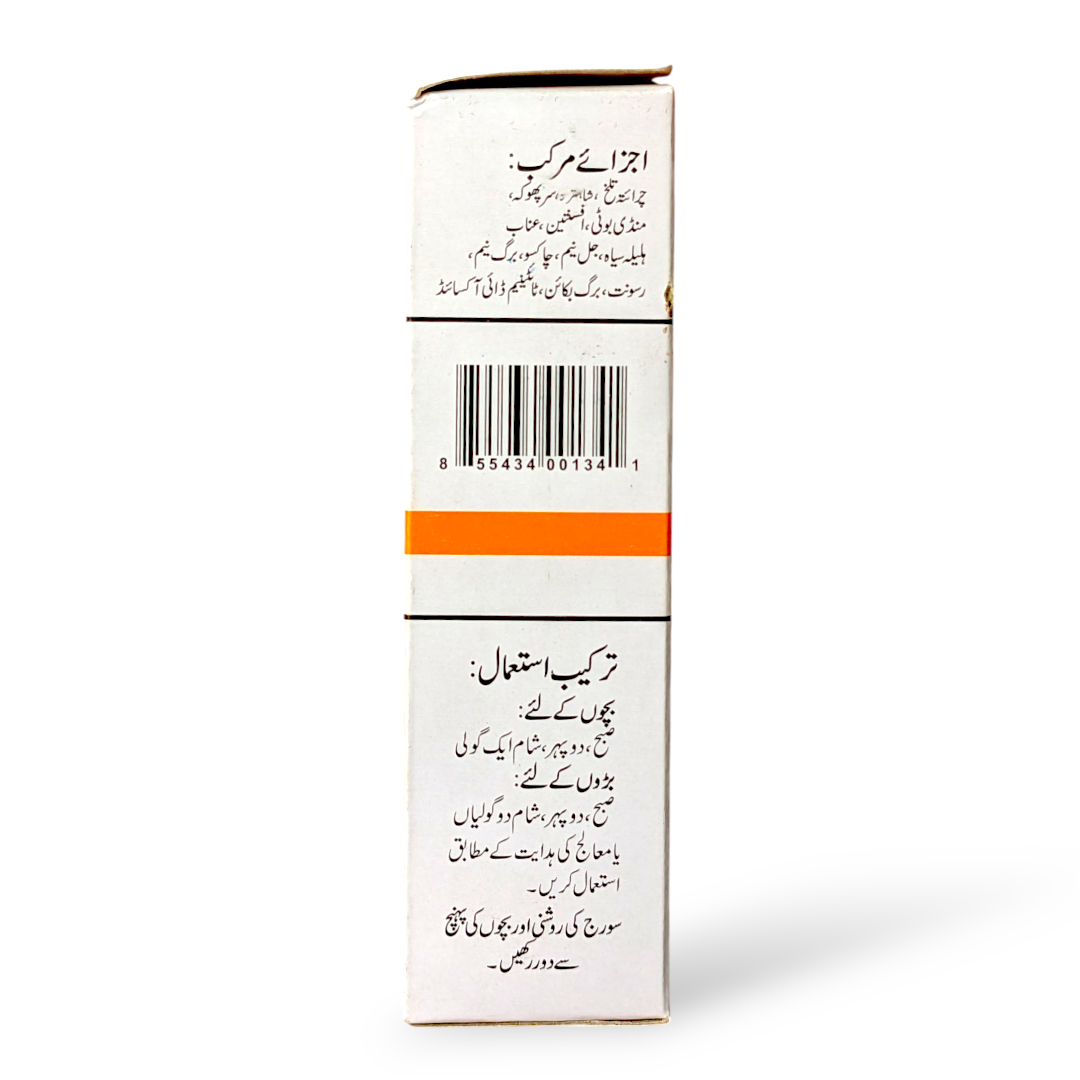 اجزائے مرکب:
چرائتہ تلخ، شاہترہ، سرپھوکہ،
منڈی بوٹی، افسنتین، عناب
ہلیلہ سیاہ، جل نیم، چاکسو، برگ نیم،
رسونت، برگ بکائن، ٹائٹینیم ڈائی آکسائڈ
8 55434 00134 1
ترکیب استعمال:
بچوں کے لئے:
صبح، دوپہر، شام ایک گولی
بڑوں کے لئے:
صبح، دوپہر، شام دو گولیاں
یا معالج کی ہدایت کے مطابق
استعمال کریں۔
سورج کی روشنی اور بچوں کی پہنچ
سے دور رکھیں۔